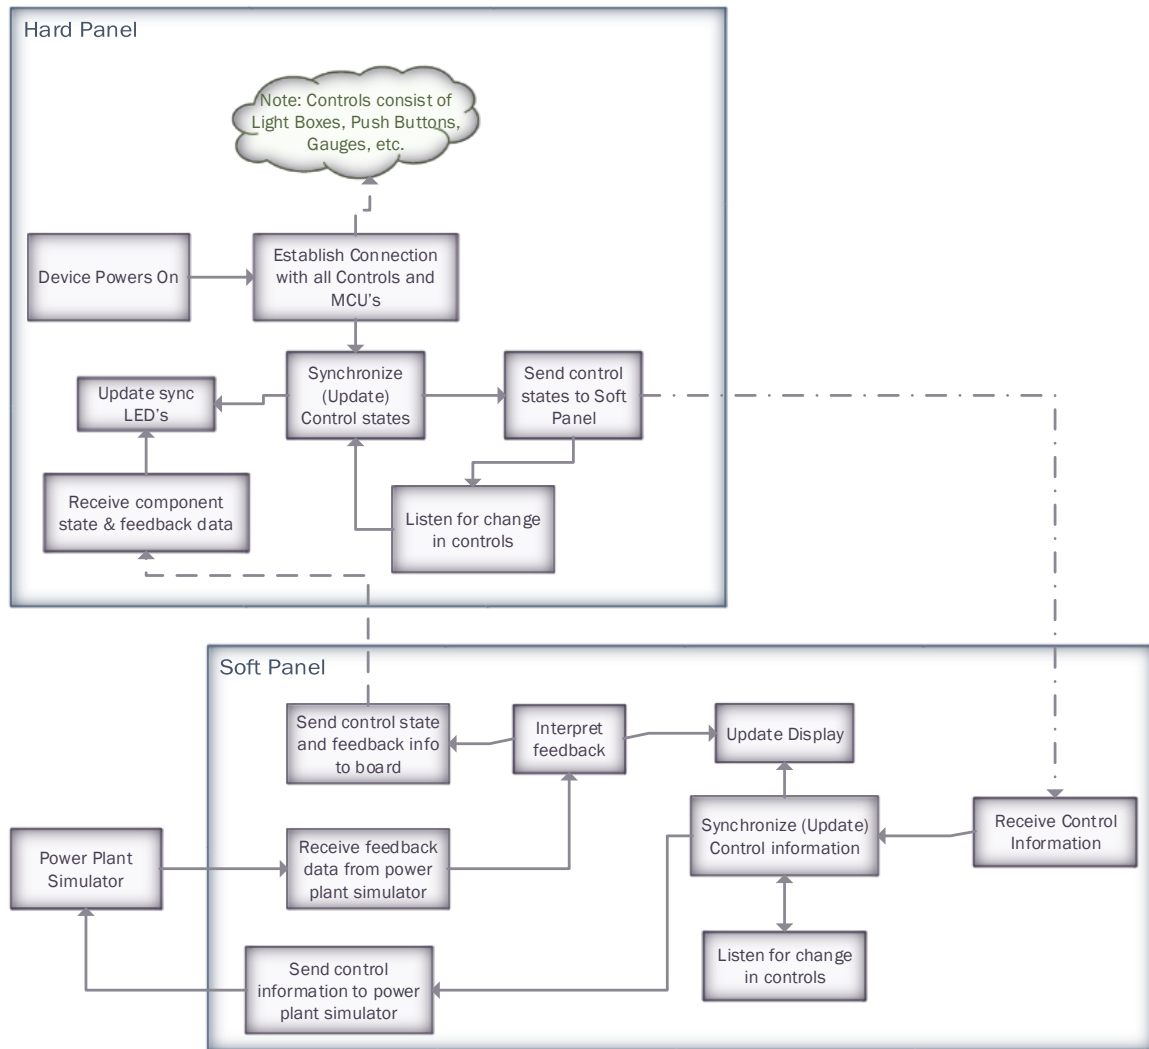 Hard Panel
Note: Controls consist of
Light Boxes, Push Buttons,
Gauges, etc.
Device Powers On
Establish Connection
with all Controls and
MCU's
Synchronize
(Update)
Control states
Send control
states to Soft
Panel
Update sync
LED's
Receive component
state & feedback data
Listen for change
in controls
Soft Panel
Send control state
and feedback info
to board
Interpret
feedback
Update Display
Synchronize (Update)
Control information
Receive Control
Information
Power Plant
Simulator
Receive feedback
data from power
plant simulator
Listen for change
in controls
Send control
information to power
plant simulator